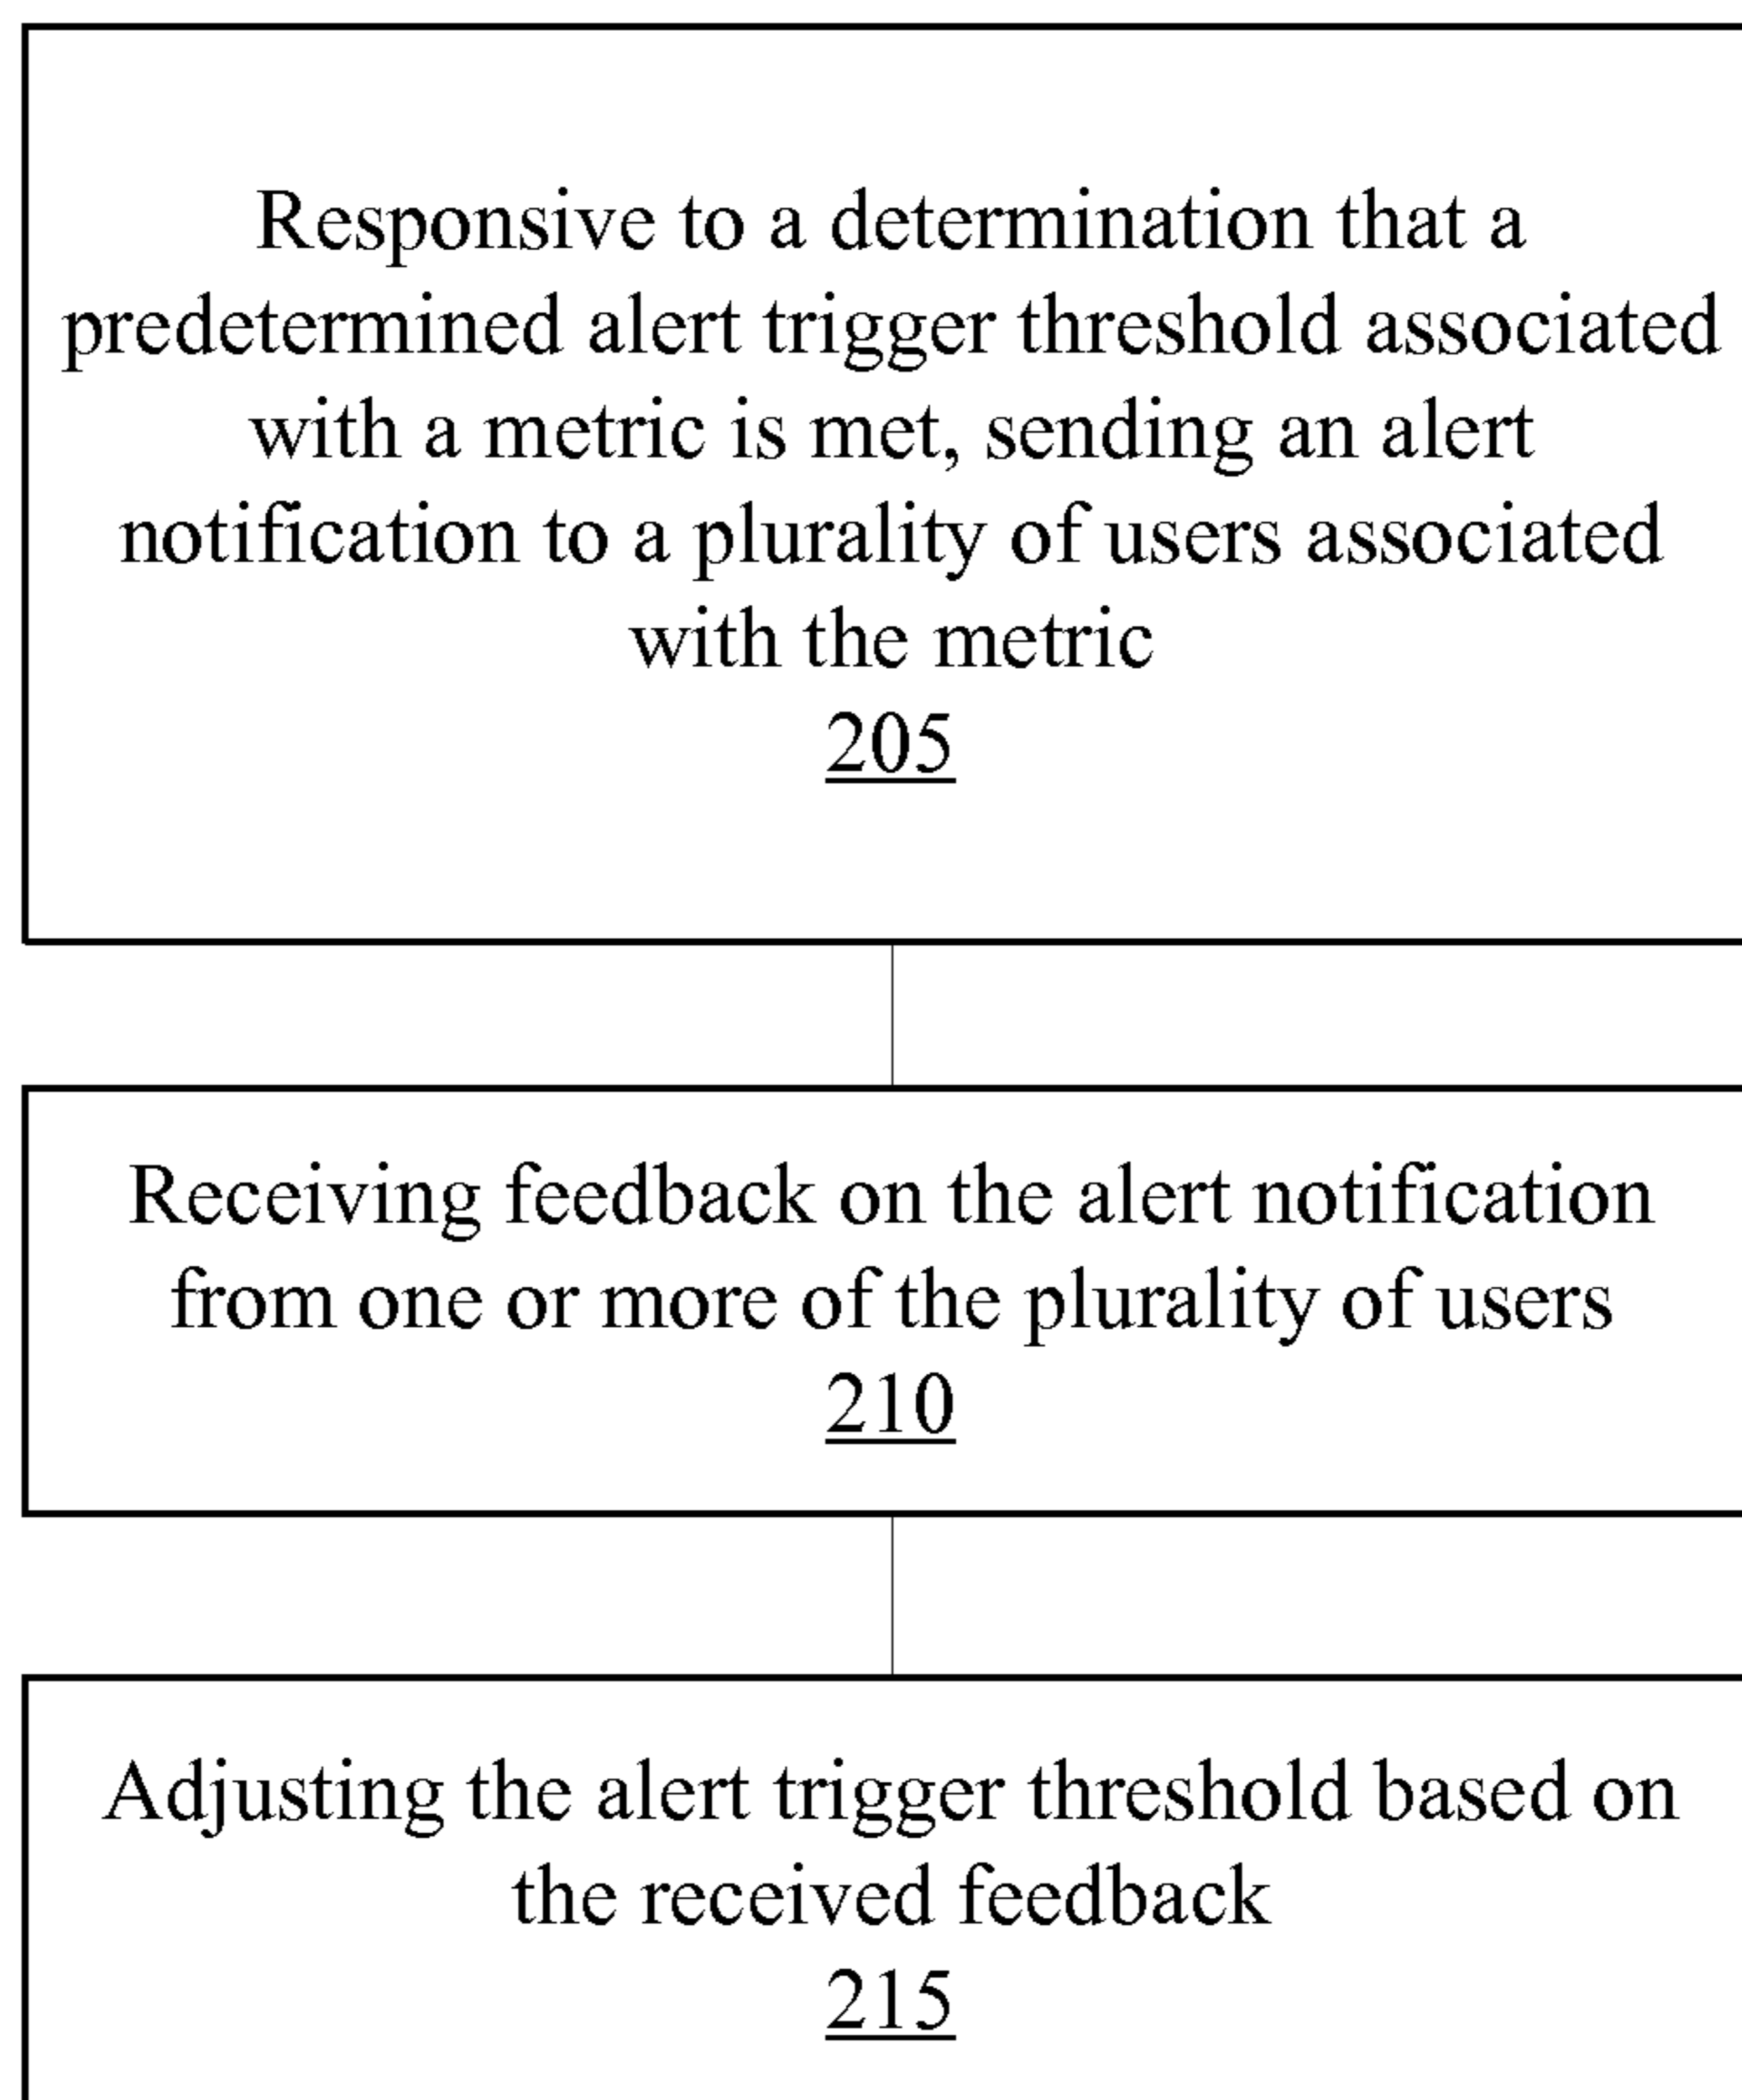 Responsive to a determination that a
predetermined alert trigger threshold associated
with a metric is met, sending an alert
notification to a plurality of users associated
with the metric
205
Receiving feedback on the alert notification
from one or more of the plurality of users
210
Adjusting the alert trigger threshold based on
the received feedback
215